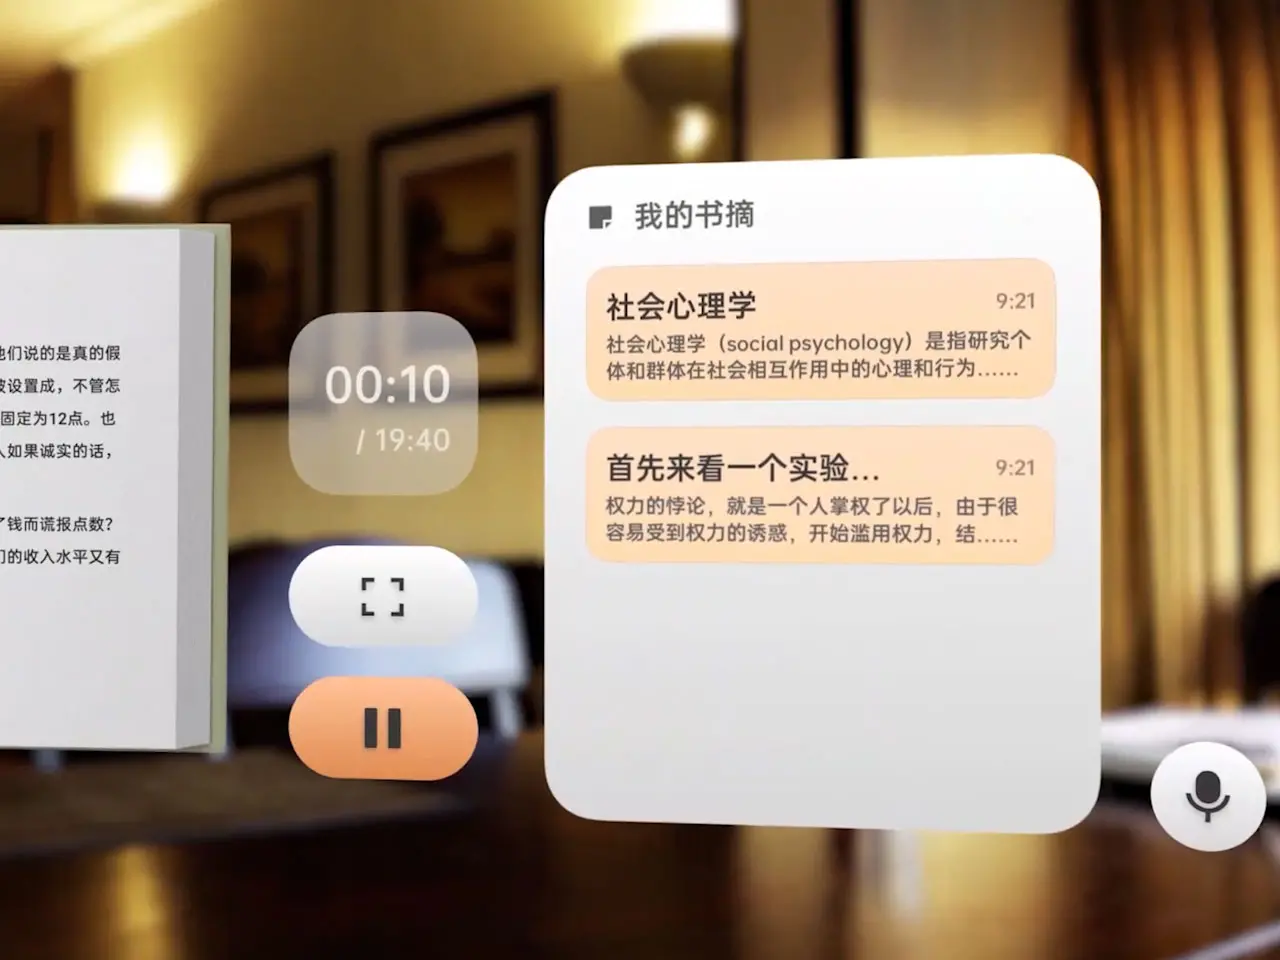 们说的是真的假
设置成，不管怎
固定为12点。也
如果诚实的话，
钱而谎报点数？
的收入水平又有
00:10
/ 19:40
我的书摘
社会心理学
9:21
社会心理学（social psychology）是指研究个
体和群体在社会相互作用中的心理和行为……
首先来看一个实验...
9:21
权力的悖论，就是一个人掌权了以后，由于很
容易受到权力的诱惑，开始滥用权力，结……